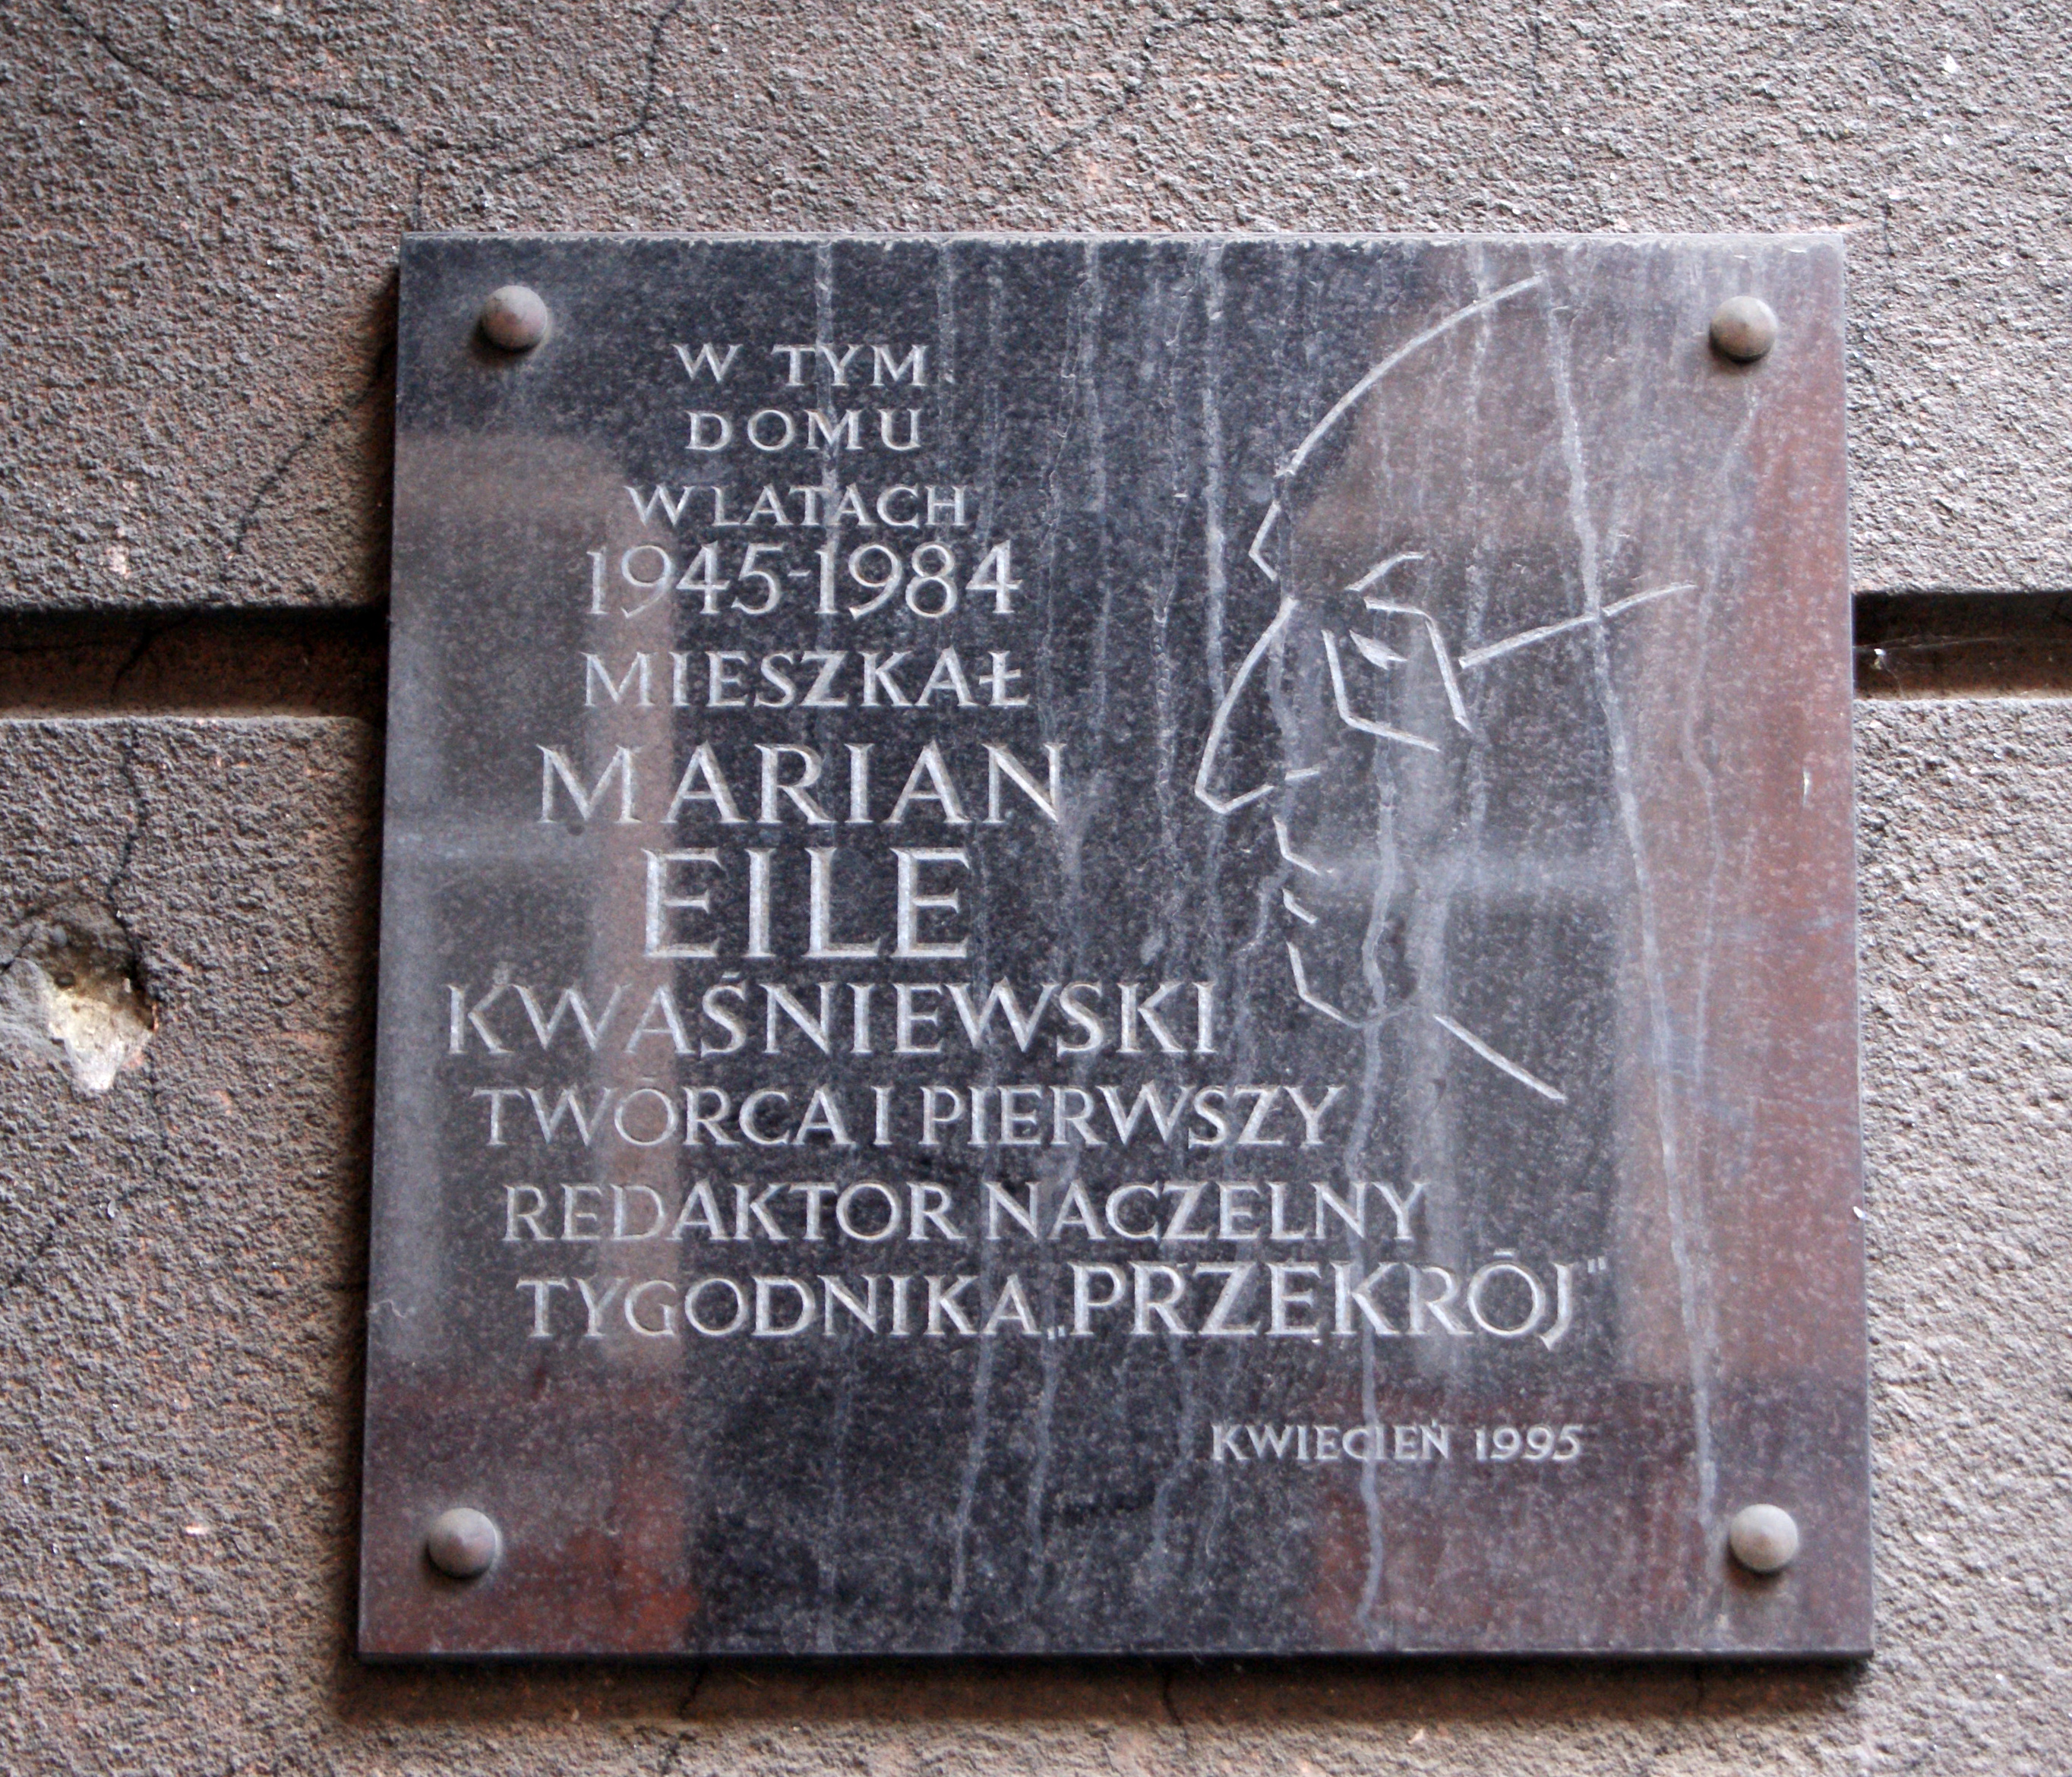 W TYM
DOMU
W LATACH
1945-1984
MIESZKAŁ
MARIAN
EILE
KWAŚNIEWSKI
TWÓRCA I PIERWSZY
REDAKTOR NACZELNY
TYGODNIKA „PRZEKRÓJ"
KWIECIEŃ 1995